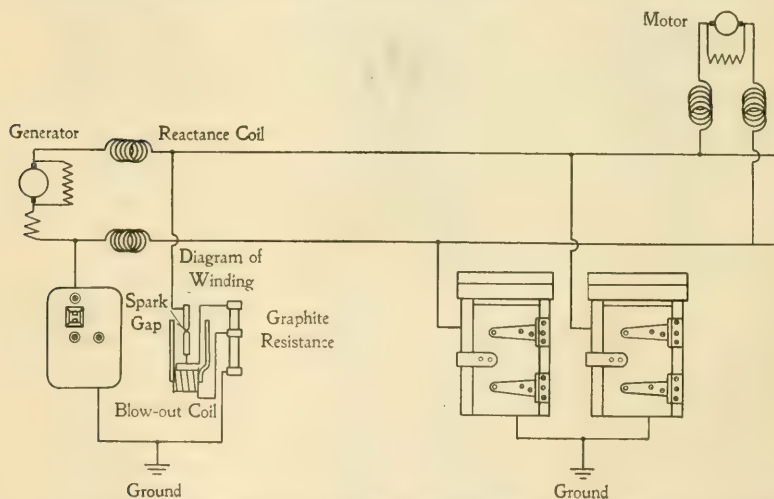 Motor
Generator
Reactance Coil
Diagram of
Winding
Spark
Gap
Graphite
Resistance
Blow-out Coil
Ground
Ground